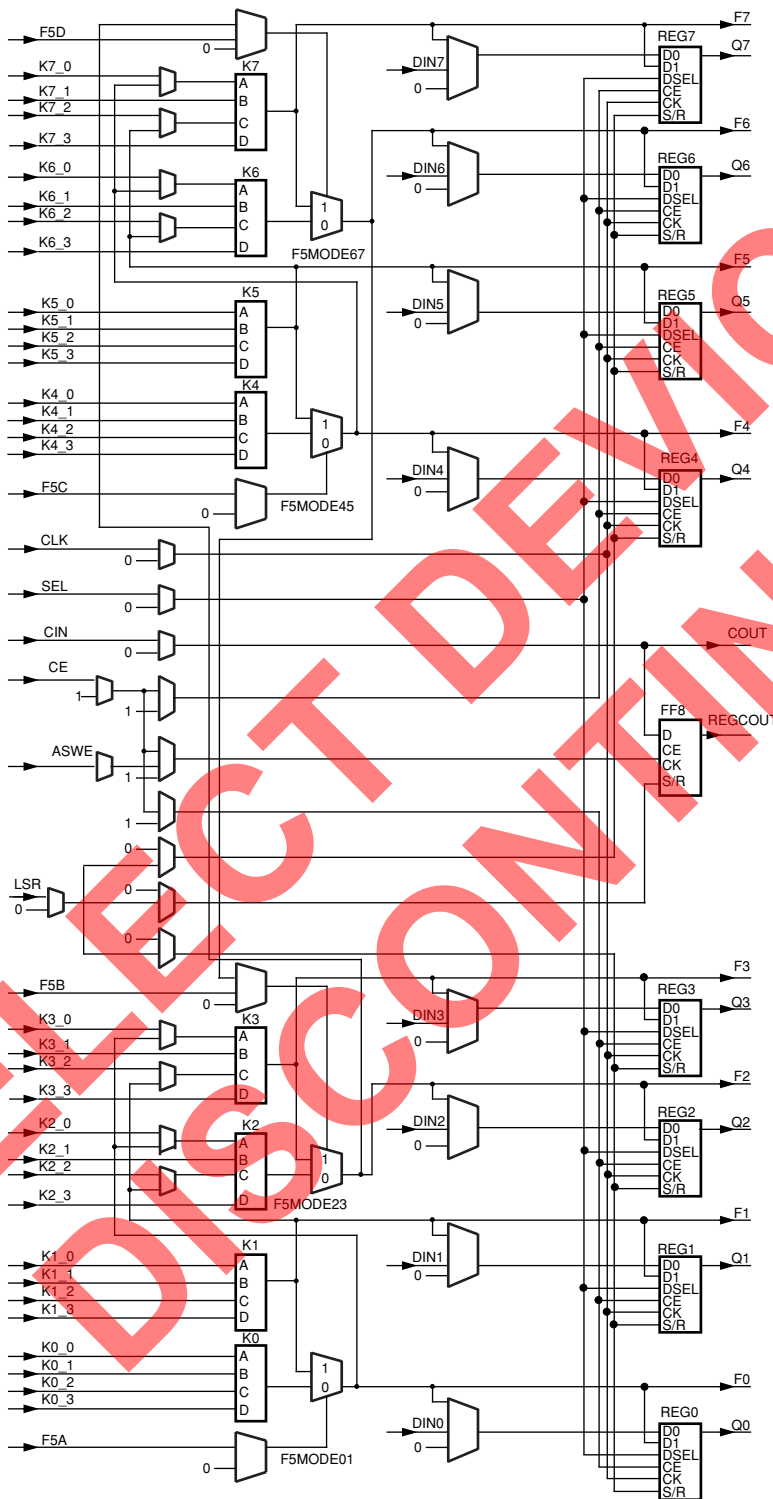 F7
F5D
REG7
Q7
0
K7_0
K7
A
B
C
D
DIN7
0
D0
D1
DSEL
CE
CK
S/R
K7_1
K7_2
K7_3
F6
K6_0
K6
A
B
C
D
DIN6
0
REG6
D0
D1
DSEL
CE
CK
S/R
Q6
K6_1
K6_2
K6_3
1
0
F5MODE67
F5
K5_0
K5
A
B
C
D
DIN5
0
REG5
D0
D1
DSEL
CE
CK
S/R
Q5
K5_1
K5_2
K5_3
K4_0
K4
A
B
C
D
1
0
F4
K4_1
K4_2
K4_3
DIN4
0
REG4
D0
D1
DSEL
CE
CK
S/R
Q4
F5C
0
F5MODE45
CLK
0
SEL
0
CIN
0
COUT
CE
1
1
FF8
D
CE
CK
S/R
REGCOUT
ASWE
1
1
0
LSR
0
0
0
F5B
0
F3
K3_0
K3
A
B
C
D
DIN3
0
REG3
D0
D1
DSEL
CE
CK
S/R
Q3
K3_1
K3_2
K3_3
F2
K2_0
K2
A
B
C
D
1
0
DIN2
0
REG2
D0
D1
DSEL
CE
CK
S/R
Q2
K2_1
K2_2
K2_3
F5MODE23
F1
K1_0
K1
A
B
C
D
DIN1
0
REG1
D0
D1
DSEL
CE
CK
S/R
Q1
K1_1
K1_2
K1_3
K0_0
K0
A
B
C
D
1
0
F0
K0_1
K0_2
K0_3
DIN0
0
REG0
D0
D1
DSEL
CE
CK
S/R
Q0
F5A
0
F5MODE01